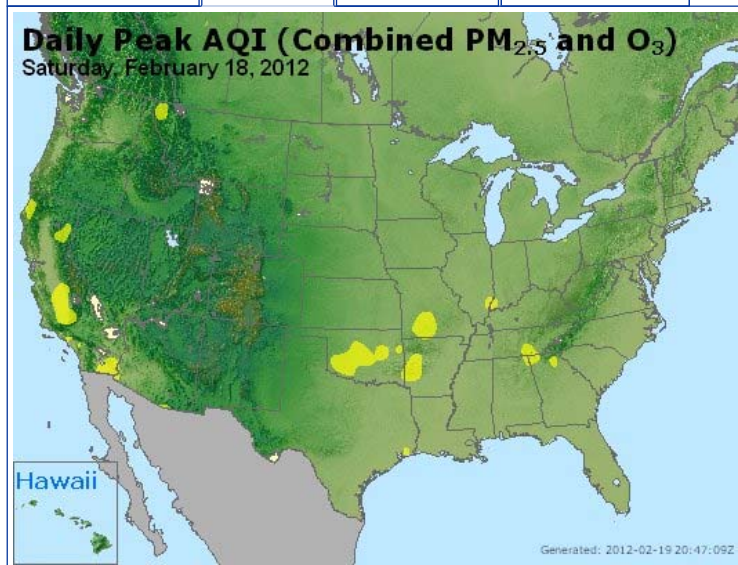 Daily Peak AQI (Combined PM2.5 and O3)
Saturday, February 18, 2012
Hawaii
Generated: 2012-02-19 20:47:09Z